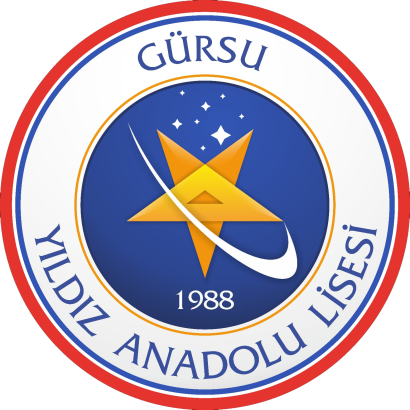 GÜRSU
1988
YILDIZ ANADOLU LİSESİ